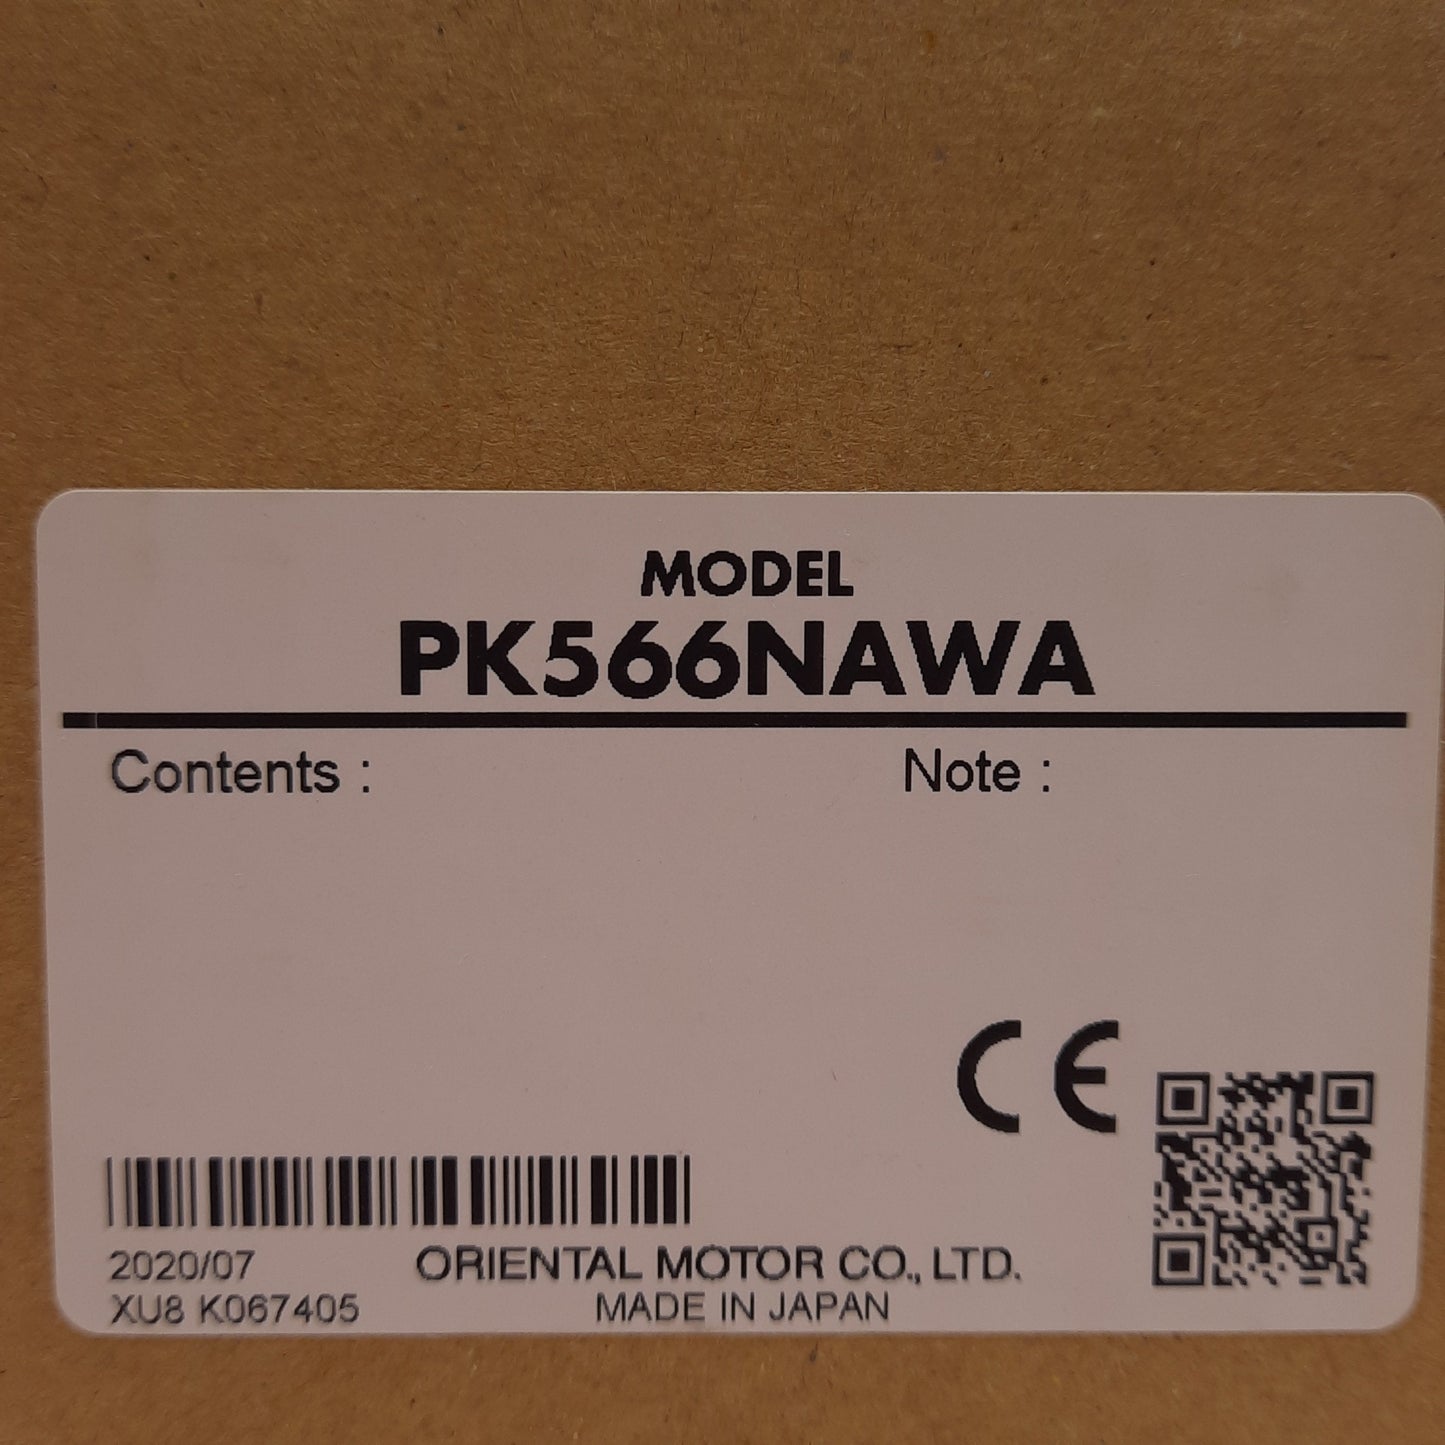 MODEL
PK566NAWA
Contents :
Note :
CE
2020/07
XU8 K067405
ORIENTAL MOTOR CO., LTD.
MADE IN JAPAN